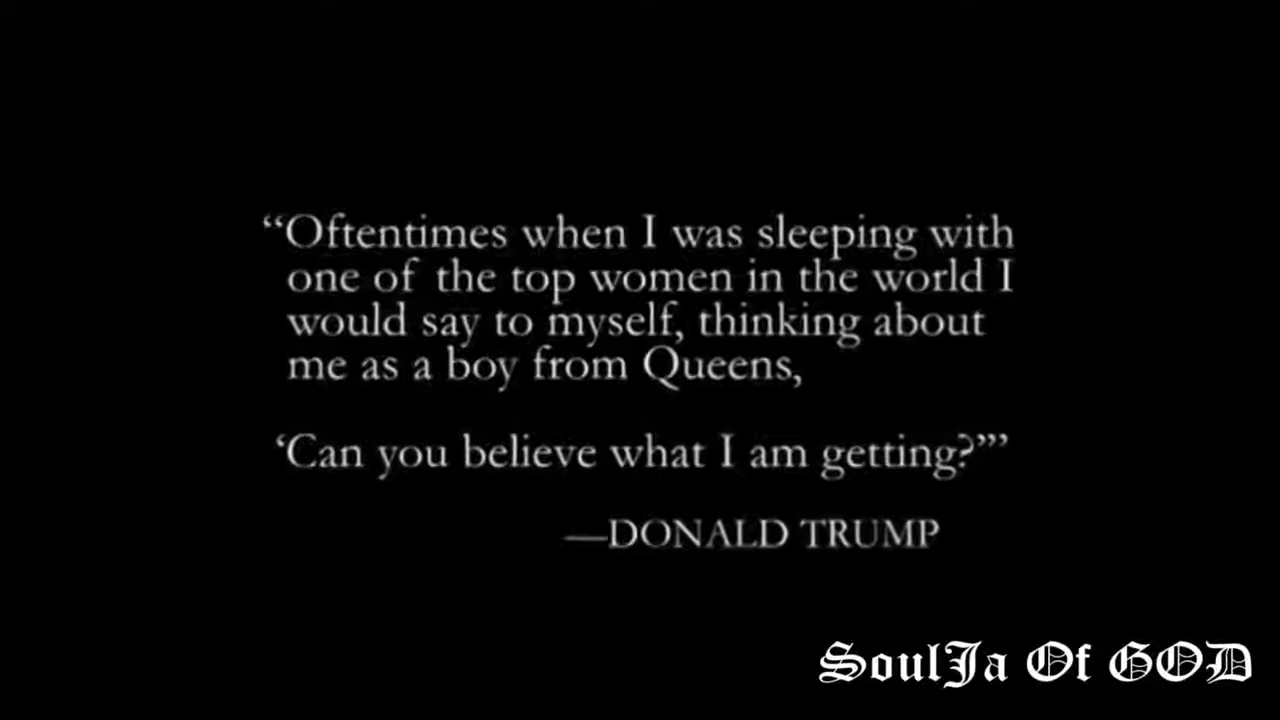 “Oftentimes when I was sleeping with
one of the top women in the world I
would say to myself, thinking about
me as a boy from Queens,
‘Can you believe what I am getting?’”
—DONALD TRUMP
SoulJa Of GOD